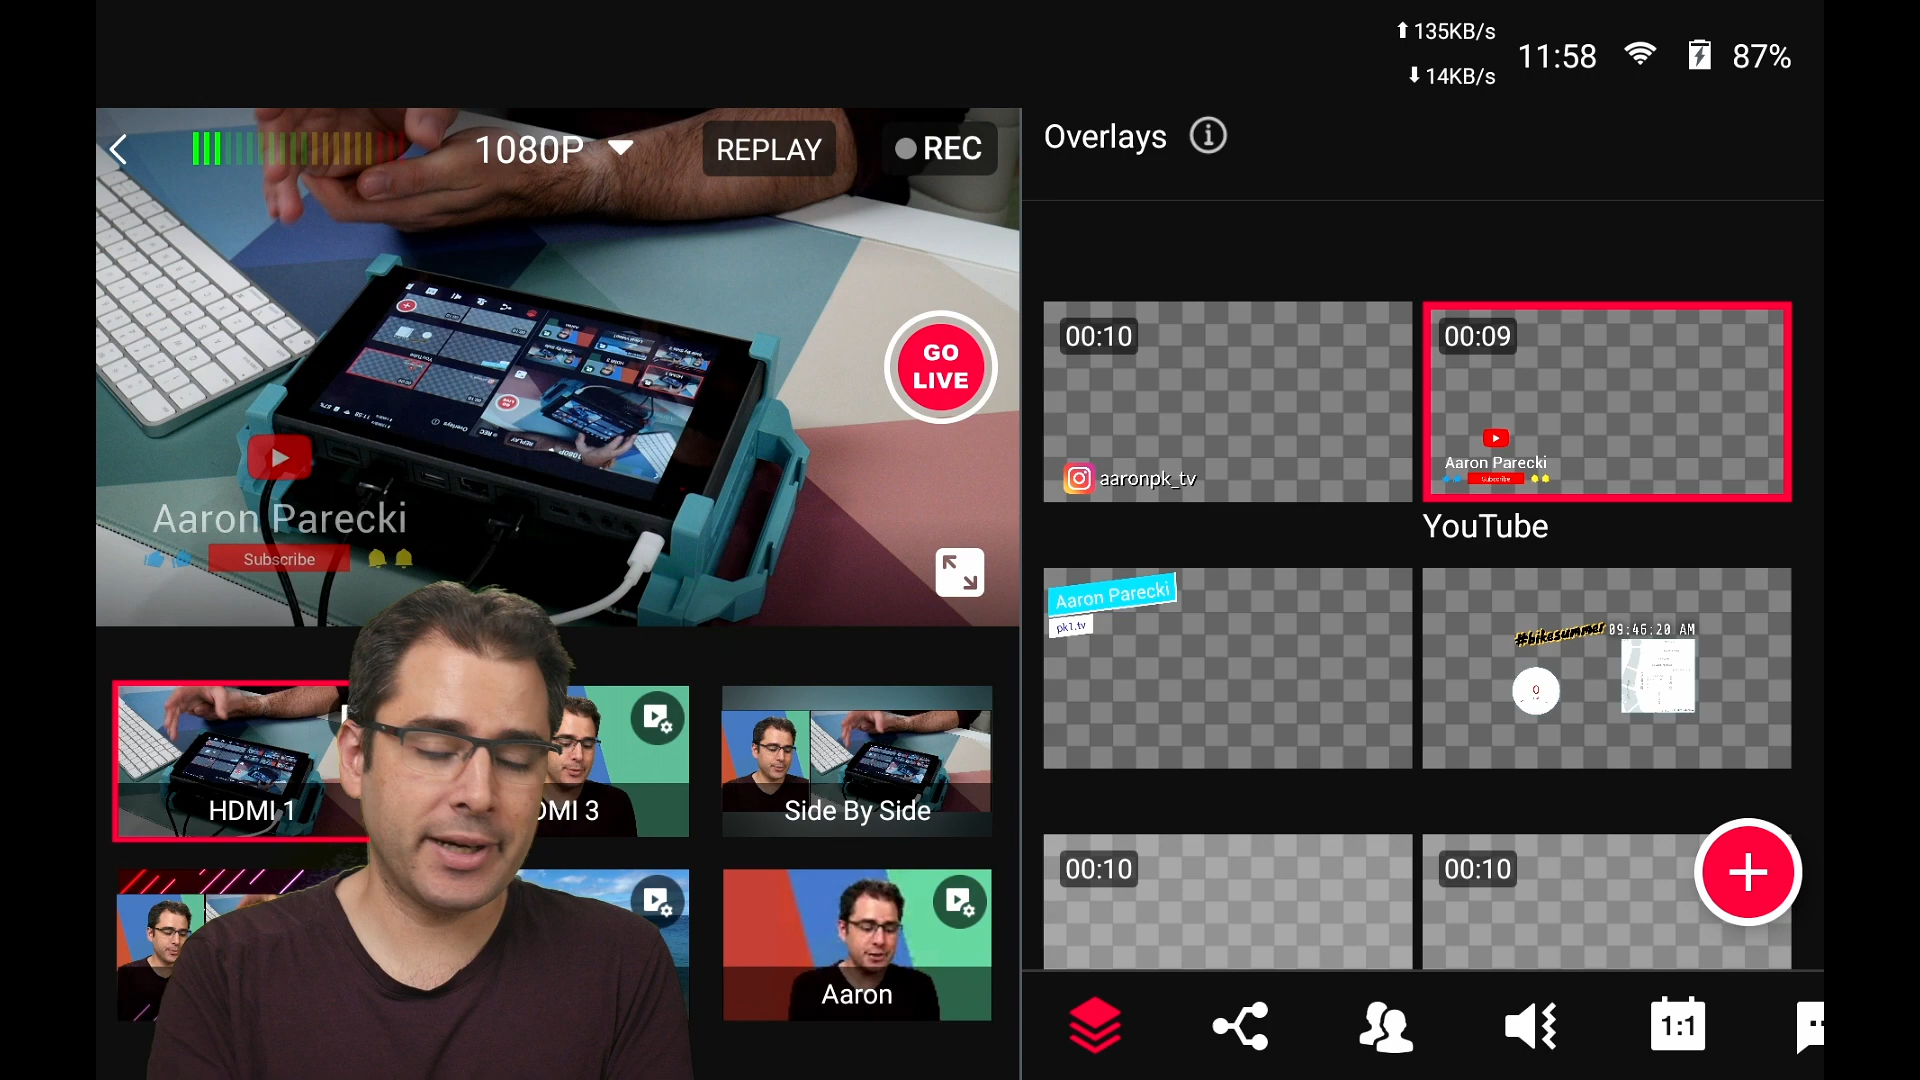 135KB/s
14KB/s
11:58
87%
1080P
REPLAY
REC
GO
LIVE
Aaron Parecki
Subscribe
HDMI 1
DMI 3
Side By Side
Aaron
Overlays
00:10
aaronpk_tv
00:09
Aaron Parecki
Subscribe
YouTube
Aaron Parecki
pk1.tv
#bikesummer
09:46:20 AM
0
00:10
00:10
1:1